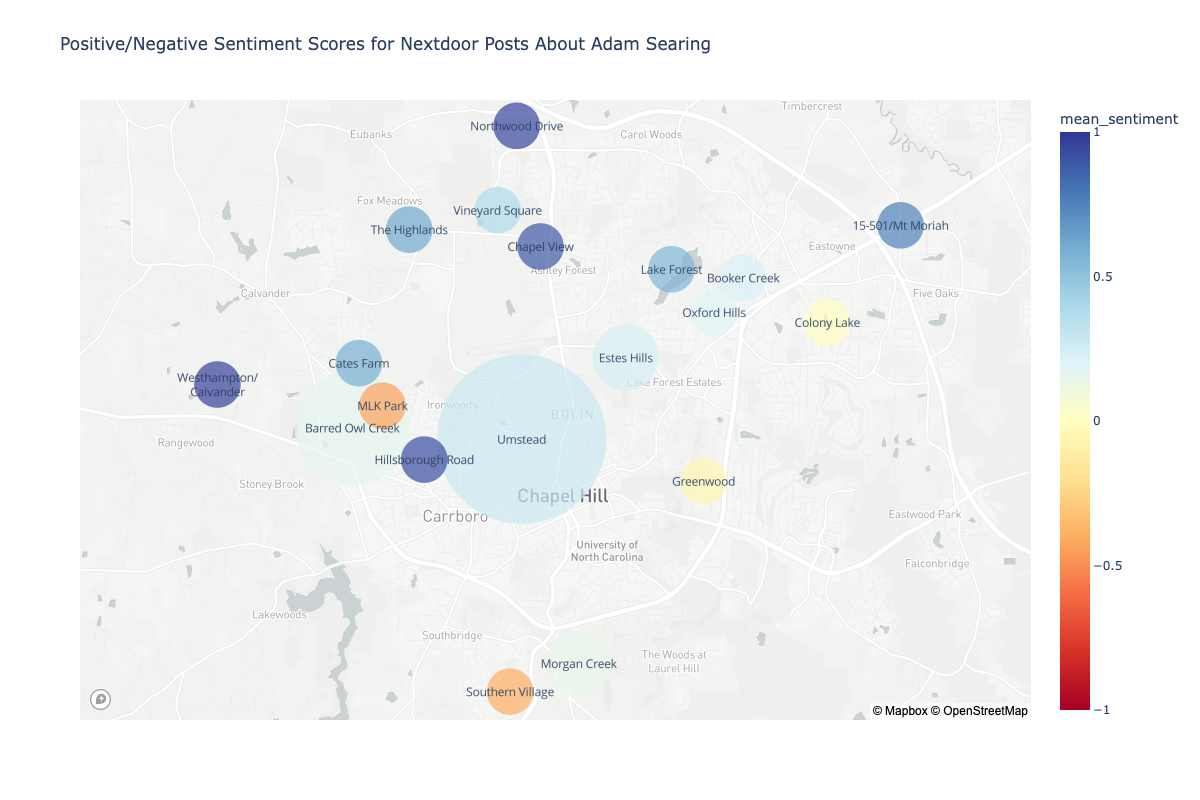 Positive/Negative Sentiment Scores for Nextdoor Posts About Adam Searing
mean_sentiment
Timbercrest
Northwood Drive
Eubanks
Carol Woods
1
Fox Meadows
Vineyard Square
The Highlands
15-501/Mt Moriah
Chapel View
Eastowne
Ashley Forest
Lake Forest
Booker Creek
0.5
Calvander
Five Oaks
Oxford Hills
Colony Lake
Estes Hills
Cates Farm
Westhampton/
Calvander
Lake Forest Estates
MLK Park
Ironwoods
BOLIN
0
Barred Owl Creek
Umstead
Rangewood
Hillsborough Road
Stoney Brook
Greenwood
Chapel Hill
Carrboro
Eastwood Park
University of
North Carolina
Falconbridge
−0.5
Lakewoods
Southbridge
The Woods at
Laurel Hill
Morgan Creek
Southern Village
© Mapbox © OpenStreetMap
−1